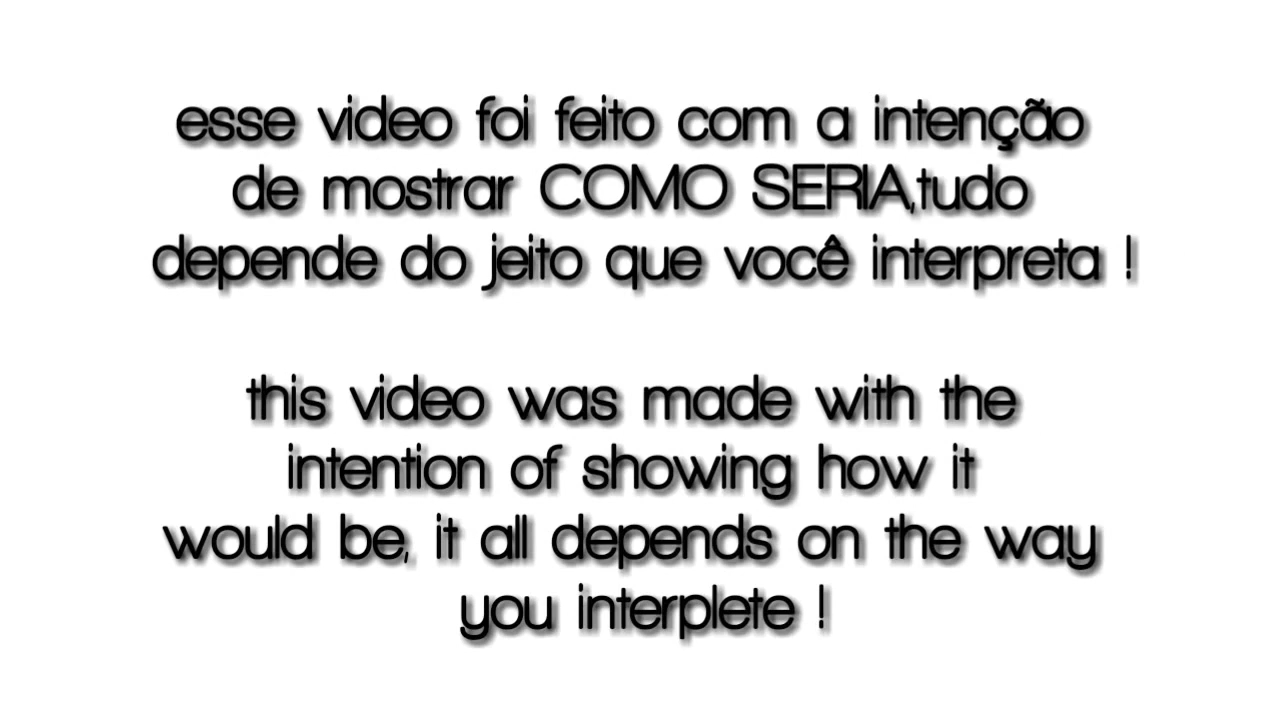 esse video foi feito com a intenção
de mostrar COMO SERIA,tudo
depende do jeito que você interpreta !
this video was made with the
intention of showing how it
would be, it all depends on the way
you interplete !